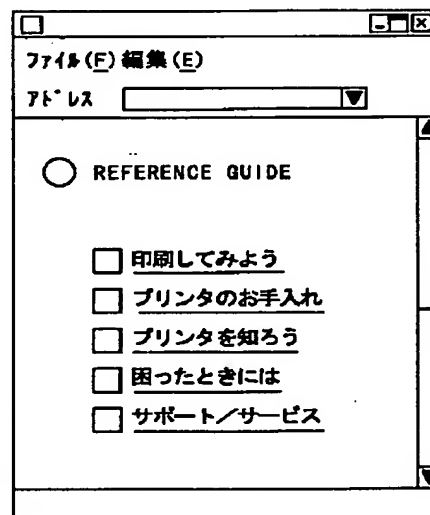 ファイル(F) 編集(E)
アドレス
REFERENCE GUIDE
印刷してみよう
プリンタのお手入れ
プリンタを知ろう
困ったときには
サポート／サービス